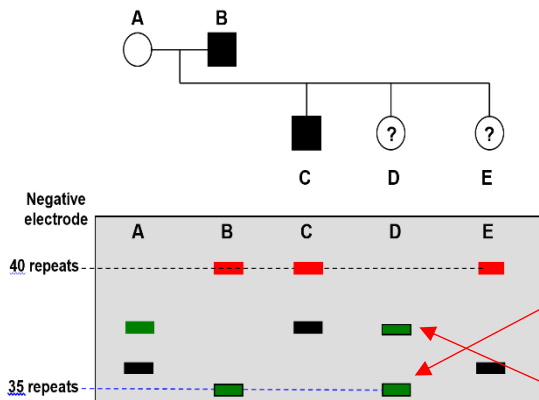 A B
? ?
C D E
Negative
electrode
A B C D E
40 repeats
35 repeats